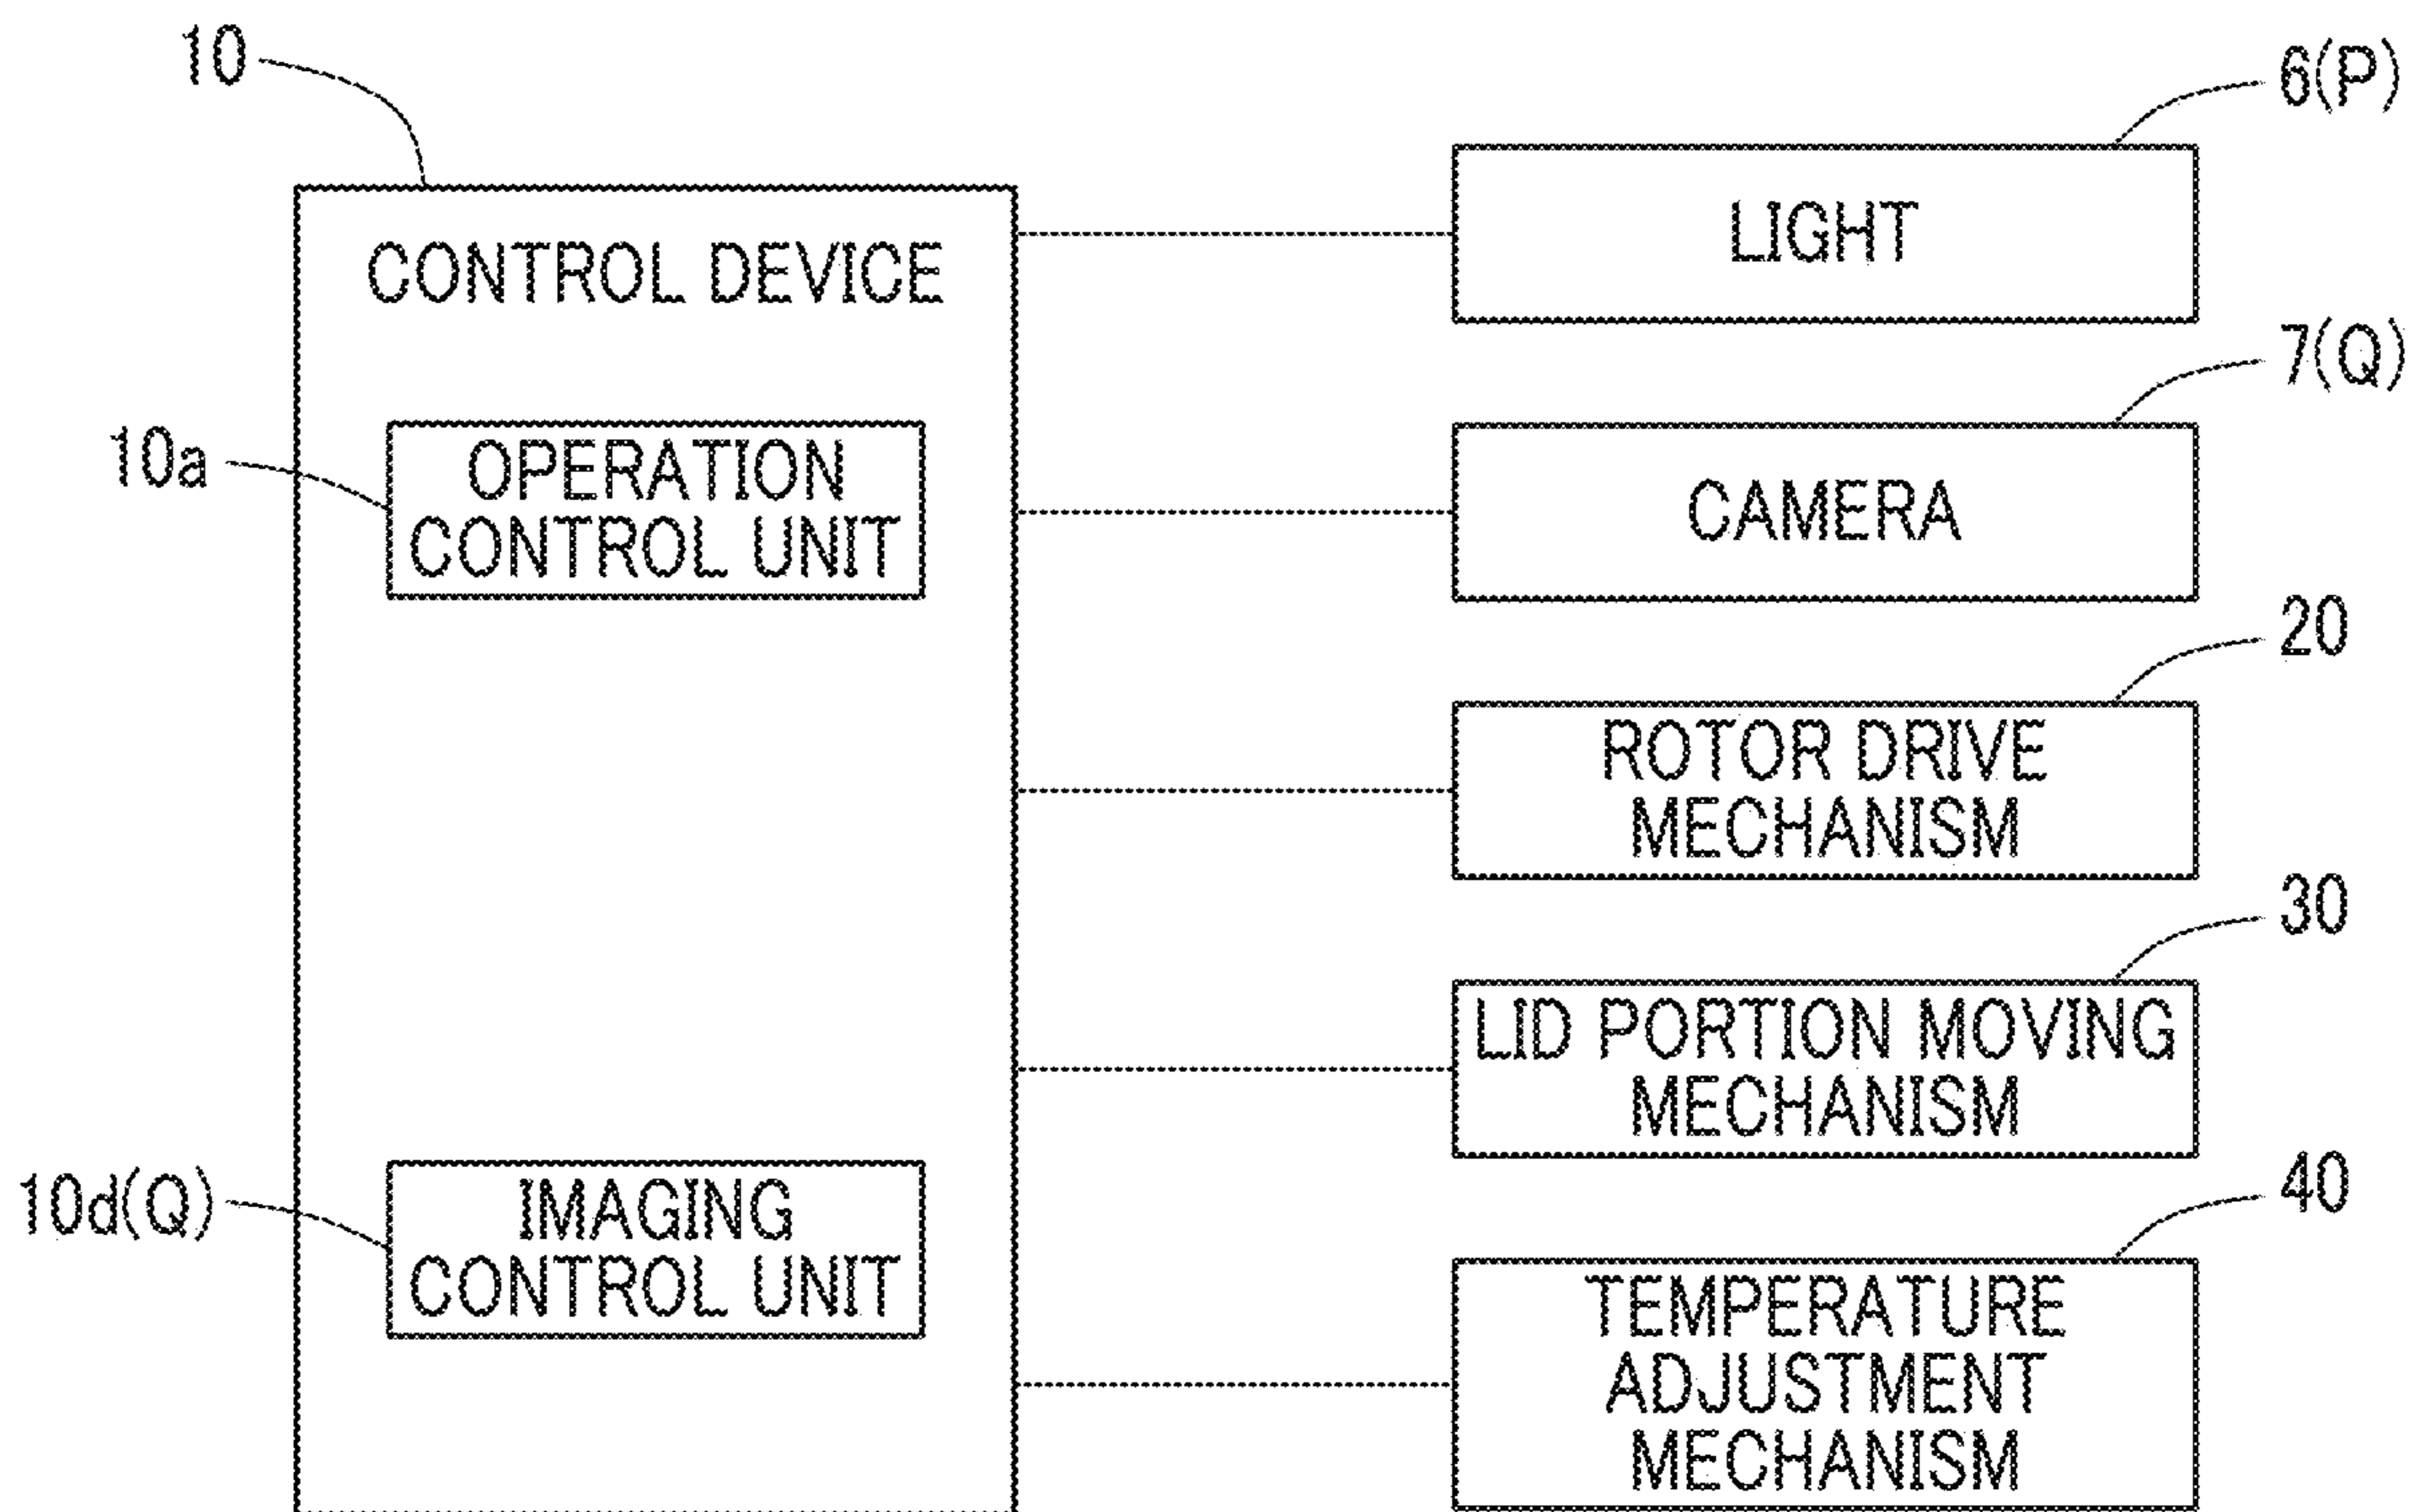 10
CONTROL DEVICE
10a
OPERATION
CONTROL UNIT
10d(Q)
IMAGING
CONTROL UNIT
6(P)
LIGHT
7(Q)
CAMERA
20
ROTOR DRIVE
MECHANISM
30
LID PORTION MOVING
MECHANISM
40
TEMPERATURE
ADJUSTMENT
MECHANISM